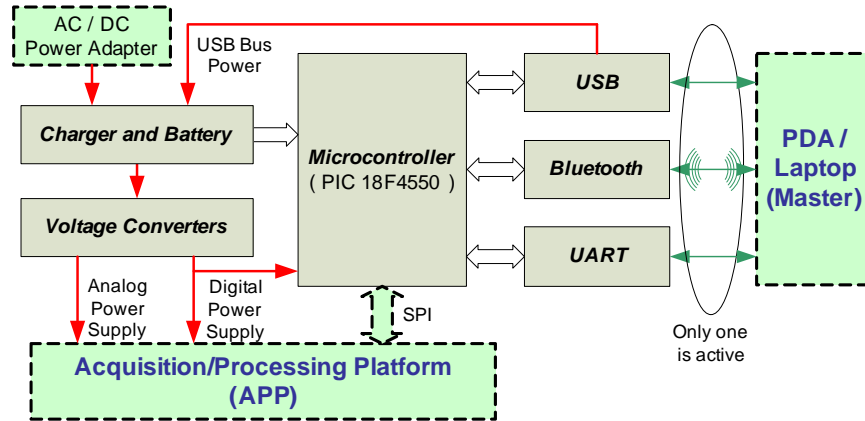 AC / DC
Power Adapter
USB Bus
Power
Charger and Battery
Voltage Converters
Analog
Power
Supply
Digital
Power
Supply
Microcontroller
( PIC 18F4550 )
SPI
USB
Bluetooth
UART
PDA /
Laptop
(Master)
Only one
is active
Acquisition/Processing Platform
(APP)